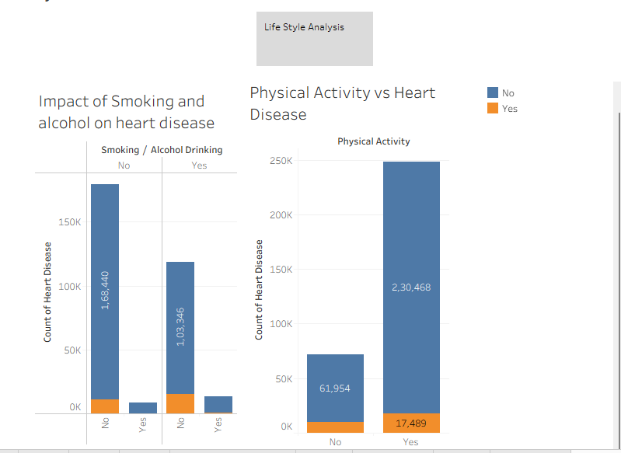 Life Style Analysis
Impact of Smoking and
alcohol on heart disease
Smoking / Alcohol Drinking
No
Yes
Count of Heart Disease
150K
100K
50K
0K
1,68,440
1,03,346
No
Yes
No
Yes
Physical Activity vs Heart
Disease
Physical Activity
Count of Heart Disease
250K
200K
150K
100K
50K
0K
61,954
2,30,468
17,489
No
Yes
No
Yes